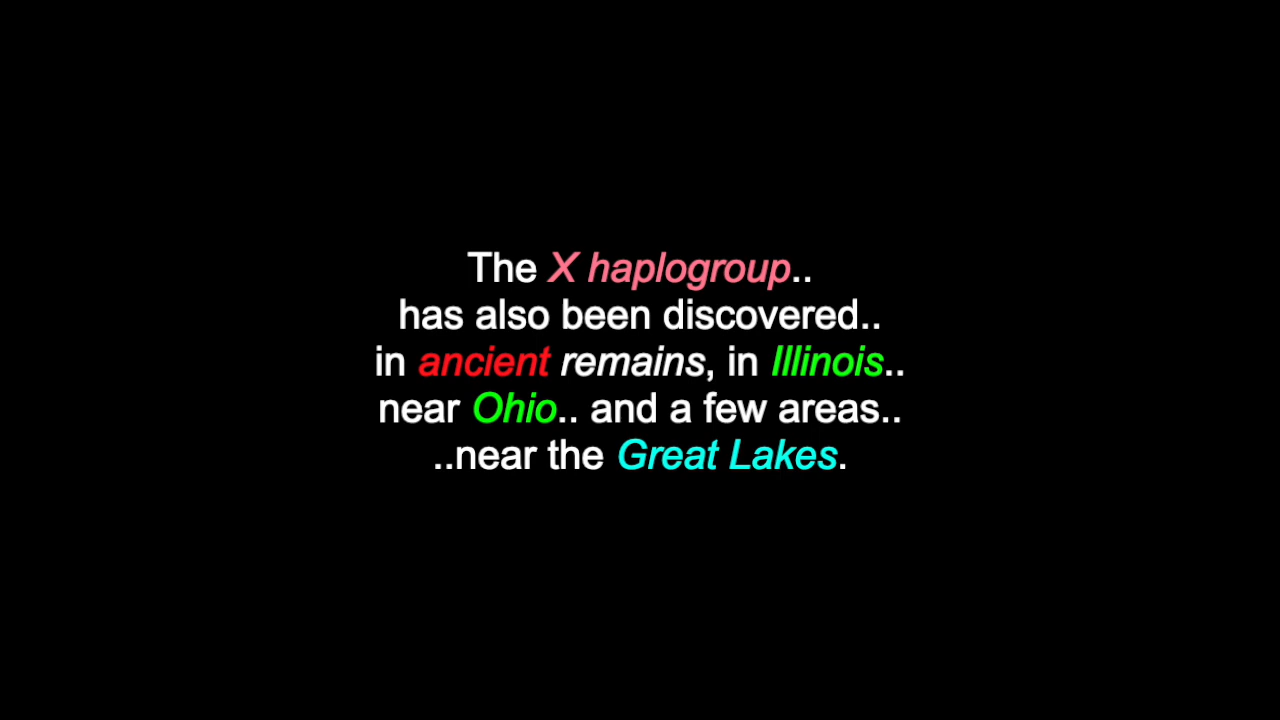 The X haplogroup..
has also been discovered..
in ancient remains, in Illinois..
near Ohio.. and a few areas..
..near the Great Lakes.